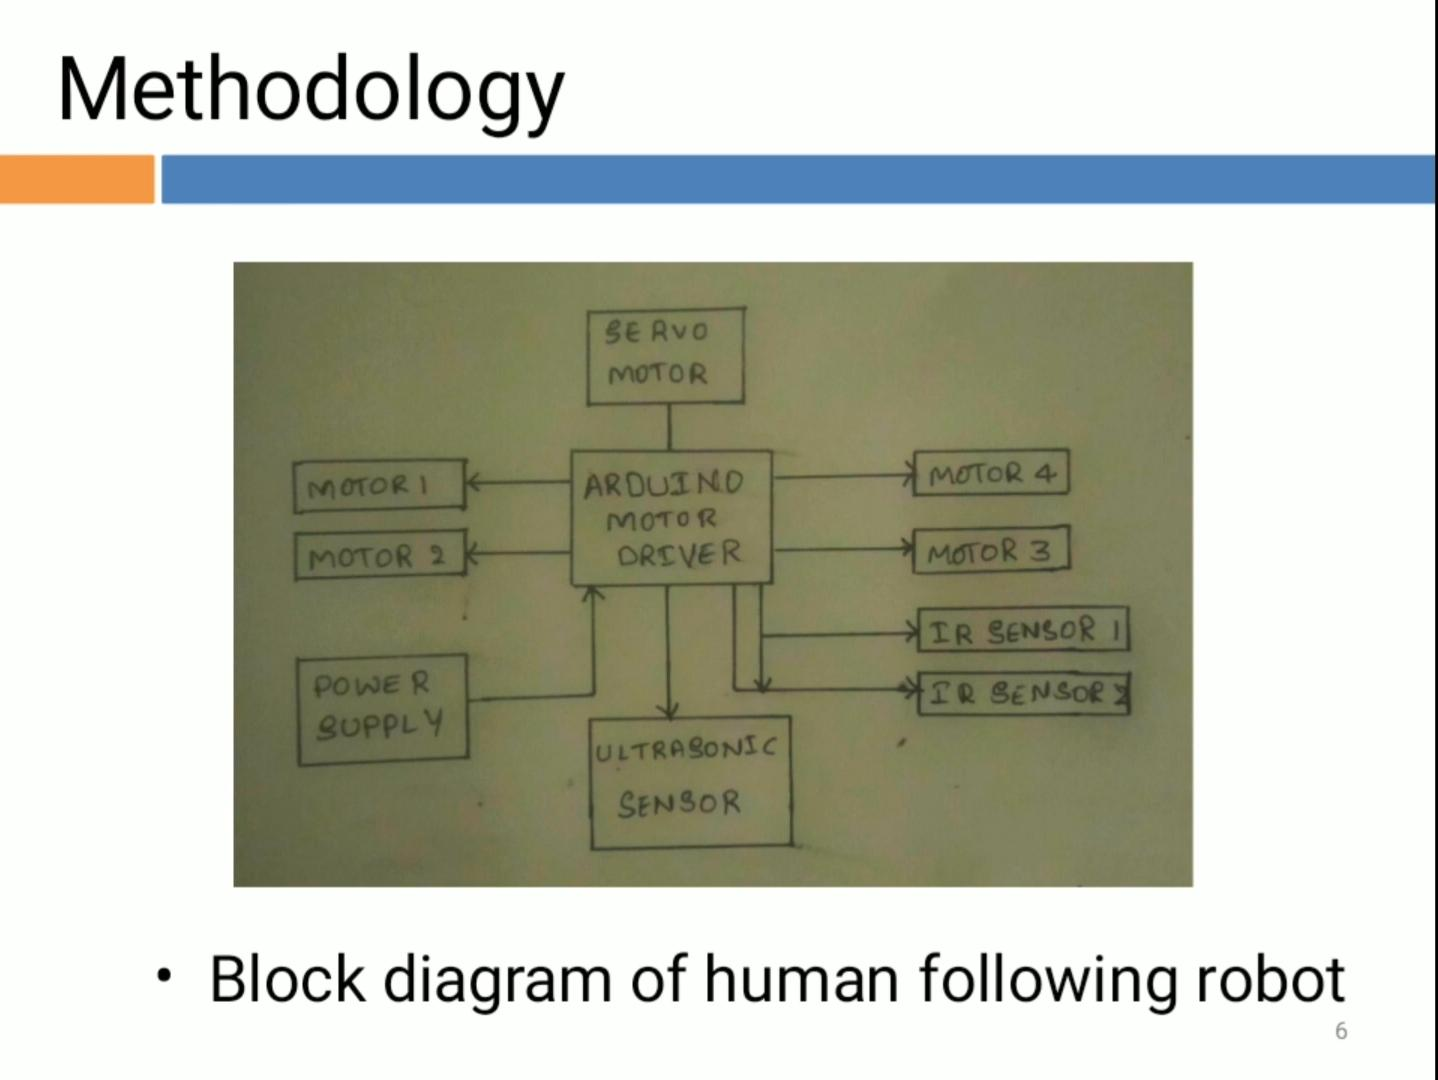 Methodology
SERVO
MOTOR
MOTOR 1
ARDUINO
MOTOR
DRIVER
MOTOR 4
MOTOR 2
MOTOR 3
IR SENSOR 1
POWER
SUPPLY
IR SENSOR 2
ULTRASONIC
SENSOR
• Block diagram of human following robot
6